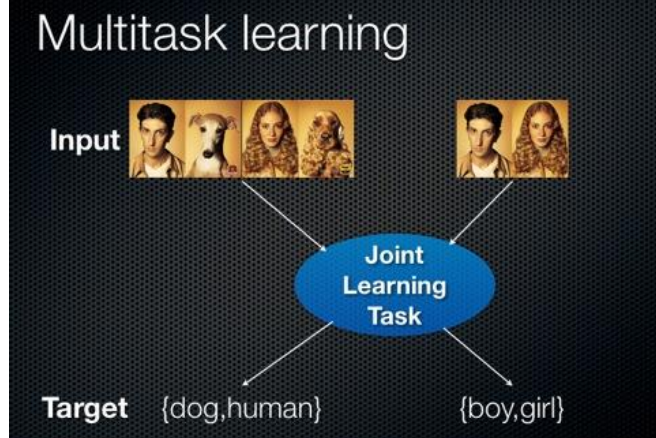 Multitask learning
Input
Joint
Learning
Task
Target {dog,human} {boy,girl}